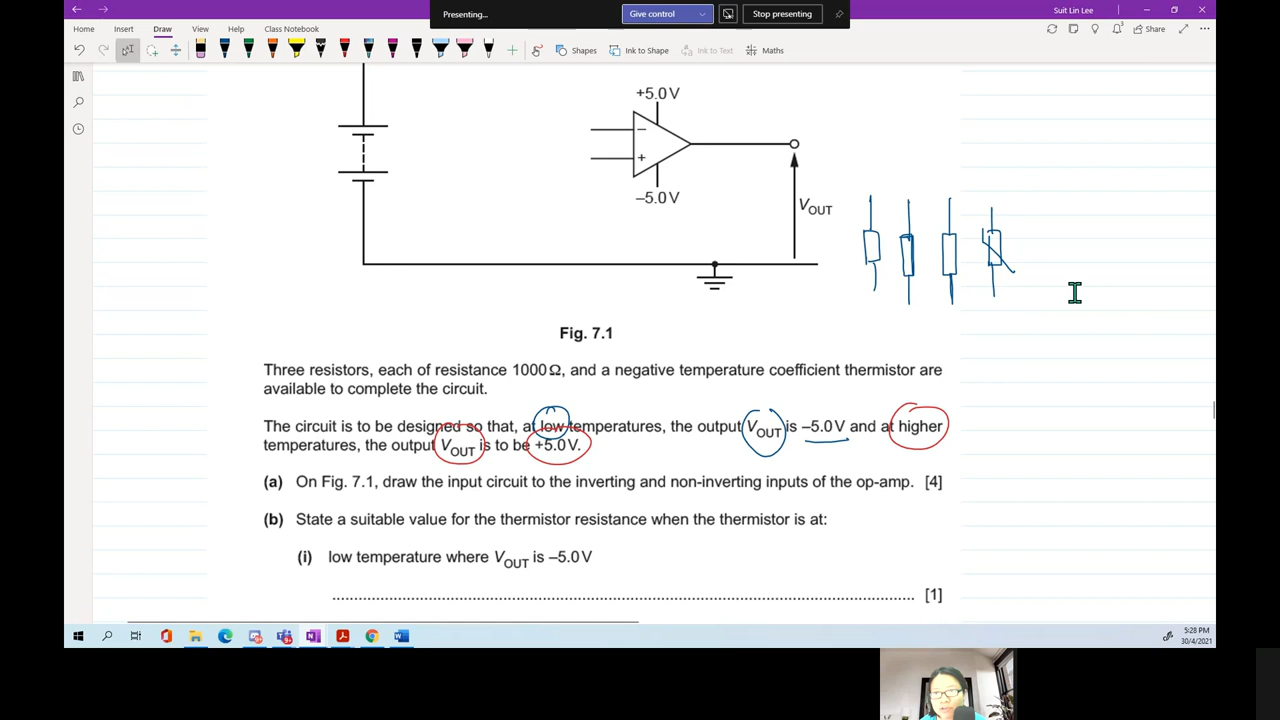 Presenting...
Give control
Stop presenting
Suit Lin Lee
Home Insert Draw View Help Class Notebook
Share
Shapes
Ink to Shape
Ink to Text
Maths
+5.0 V
−
+
–5.0 V
VOUT
Fig. 7.1
Three resistors, each of resistance 1000 Ω, and a negative temperature coefficient thermistor are
available to complete the circuit.
The circuit is to be designed so that, at low temperatures, the output VOUT is –5.0 V and at higher
temperatures, the output VOUT is to be +5.0 V.
(a) On Fig. 7.1, draw the input circuit to the inverting and non-inverting inputs of the op-amp. [4]
(b) State a suitable value for the thermistor resistance when the thermistor is at:
(i) low temperature where VOUT is –5.0 V
[1]
5:28 PM
30/4/2021